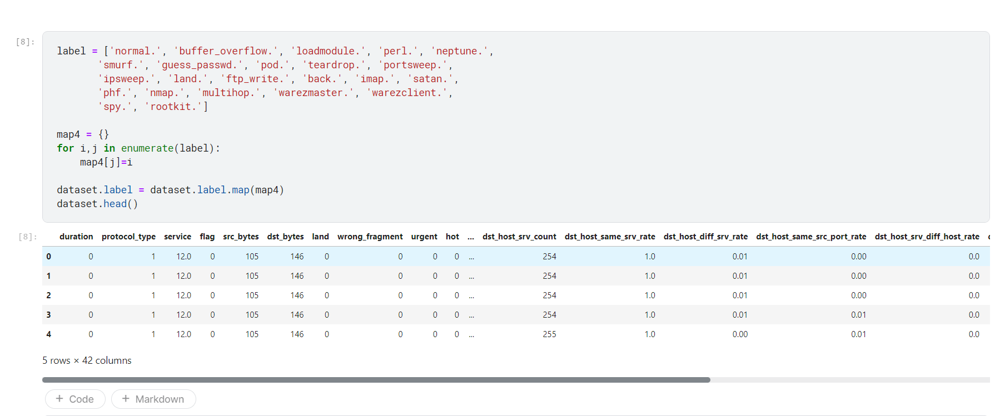 [8]:
label = ['normal.', 'buffer_overflow.', 'loadmodule.', 'perl.', 'neptune.',
'smurf.', 'guess_passwd.', 'pod.', 'teardrop.', 'portsweep.',
'ipsweep.', 'land.', 'ftp_write.', 'back.', 'imap.', 'satan.',
'phf.', 'nmap.', 'multihop.', 'warezmaster.', 'warezclient.',
'spy.', 'rootkit.']
map4 = {}
for i,j in enumerate(label):
map4[j]=i
dataset.label = dataset.label.map(map4)
dataset.head()
[8]:
duration protocol_type service flag src_bytes dst_bytes land wrong_fragment urgent hot ... dst_host_srv_count dst_host_same_srv_rate dst_host_diff_srv_rate dst_host_same_src_port_rate dst_host_srv_diff_host_rate
0 0 1 12.0 0 105 146 0 0 0 0 ... 254 1.0 0.01 0.00 0.0
1 0 1 12.0 0 105 146 0 0 0 0 ... 254 1.0 0.01 0.00 0.0
2 0 1 12.0 0 105 146 0 0 0 0 ... 254 1.0 0.01 0.00 0.0
3 0 1 12.0 0 105 146 0 0 0 0 ... 254 1.0 0.01 0.01 0.0
4 0 1 12.0 0 105 146 0 0 0 0 ... 255 1.0 0.00 0.01 0.0
5 rows × 42 columns
+ Code + Markdown